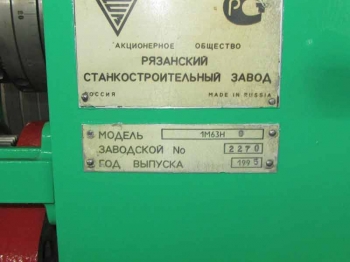 АКЦИОНЕРНОЕ ОБЩЕСТВО
РЯЗАНСКИЙ
СТАНКОСТРОИТЕЛЬНЫЙ ЗАВОД
РОССИЯ MADE IN RUSSIA
МОДЕЛЬ 1М63Н
ЗАВОДСКОЙ No 2270
ГОД ВЫПУСКА